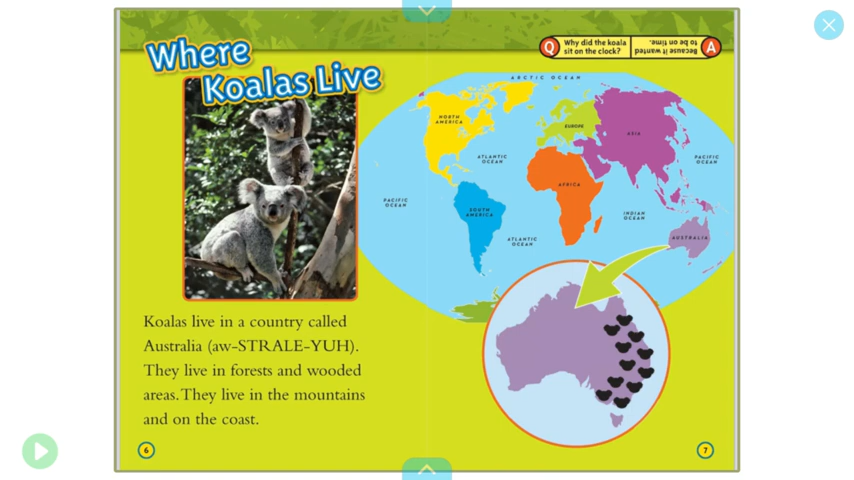 Where
Koalas Live
Q
Why did the koala
sit on the clock?
Because it wanted
to be on time.
A
ARCTIC OCEAN
NORTH
AMERICA
EUROPE
ASIA
ATLANTIC
OCEAN
PACIFIC
OCEAN
AFRICA
PACIFIC
OCEAN
SOUTH
AMERICA
INDIAN
OCEAN
ATLANTIC
OCEAN
AUSTRALIA
Koalas live in a country called
Australia (aw-STRALE-YUH).
They live in forests and wooded
areas. They live in the mountains
and on the coast.
6
7